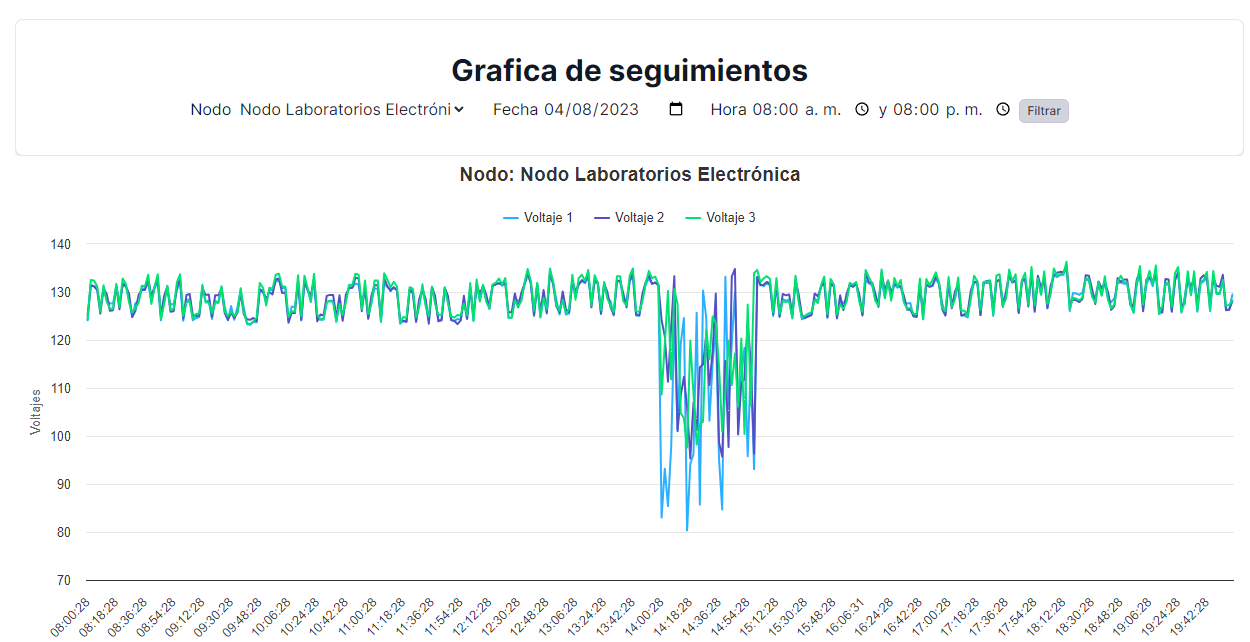 Grafica de seguimientos
Nodo Nodo Laboratorios Electróni Fecha 04/08/2023 Hora 08:00 a. m. y 08:00 p. m. Filtrar
Nodo: Nodo Laboratorios Electrónica
Voltaje 1 Voltaje 2 Voltaje 3
Voltajes
140
130
120
110
100
90
80
70
08:00:28 08:18:28 08:36:28 08:54:28 09:12:28 09:30:28 09:48:28 10:06:28 10:24:28 10:42:28 11:00:28 11:18:28 11:36:28 11:54:28 12:12:28 12:30:28 12:48:28 13:06:28 13:24:28 13:42:28 14:00:28 14:18:28 14:36:28 14:54:28 15:12:28 15:30:28 15:48:28 16:06:31 16:24:28 16:42:28 17:00:28 17:18:28 17:36:28 17:54:28 18:12:28 18:30:28 18:48:28 19:06:28 19:24:28 19:42:28